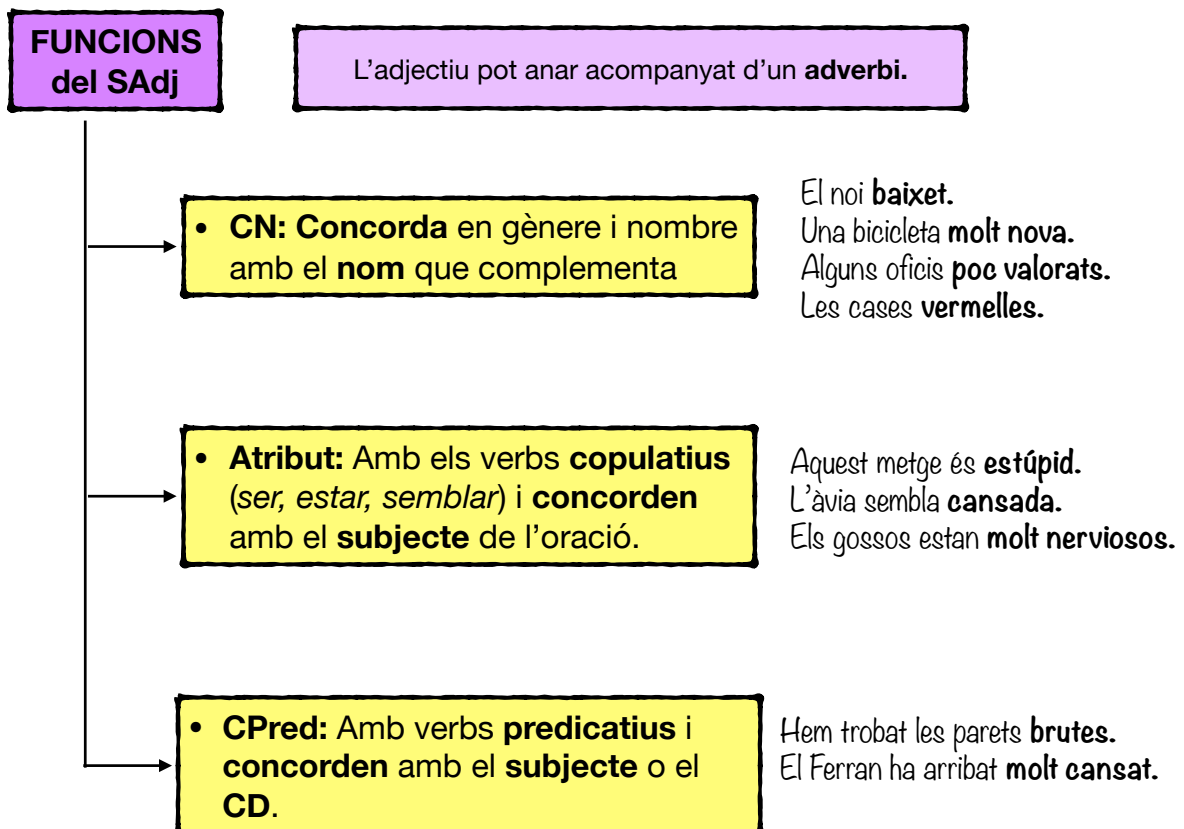 FUNCIONS
del SAdj
L'adjectiu pot anar acompanyat d'un adverbi.
• CN: Concorda en gènere i nombre
amb el nom que complementa
El noi baixet.
Una bicicleta molt nova.
Alguns oficis poc valorats.
Les cases vermelles.
• Atribut: Amb els verbs copulatius
(ser, estar, semblar) i concorden
amb el subjecte de l'oració.
Aquest metge és estúpid.
L'àvia sembla cansada.
Els gossos estan molt nerviosos.
• CPred: Amb verbs predicatius i
concorden amb el subjecte o el
CD.
Hem trobat les parets brutes.
El Ferran ha arribat molt cansat.